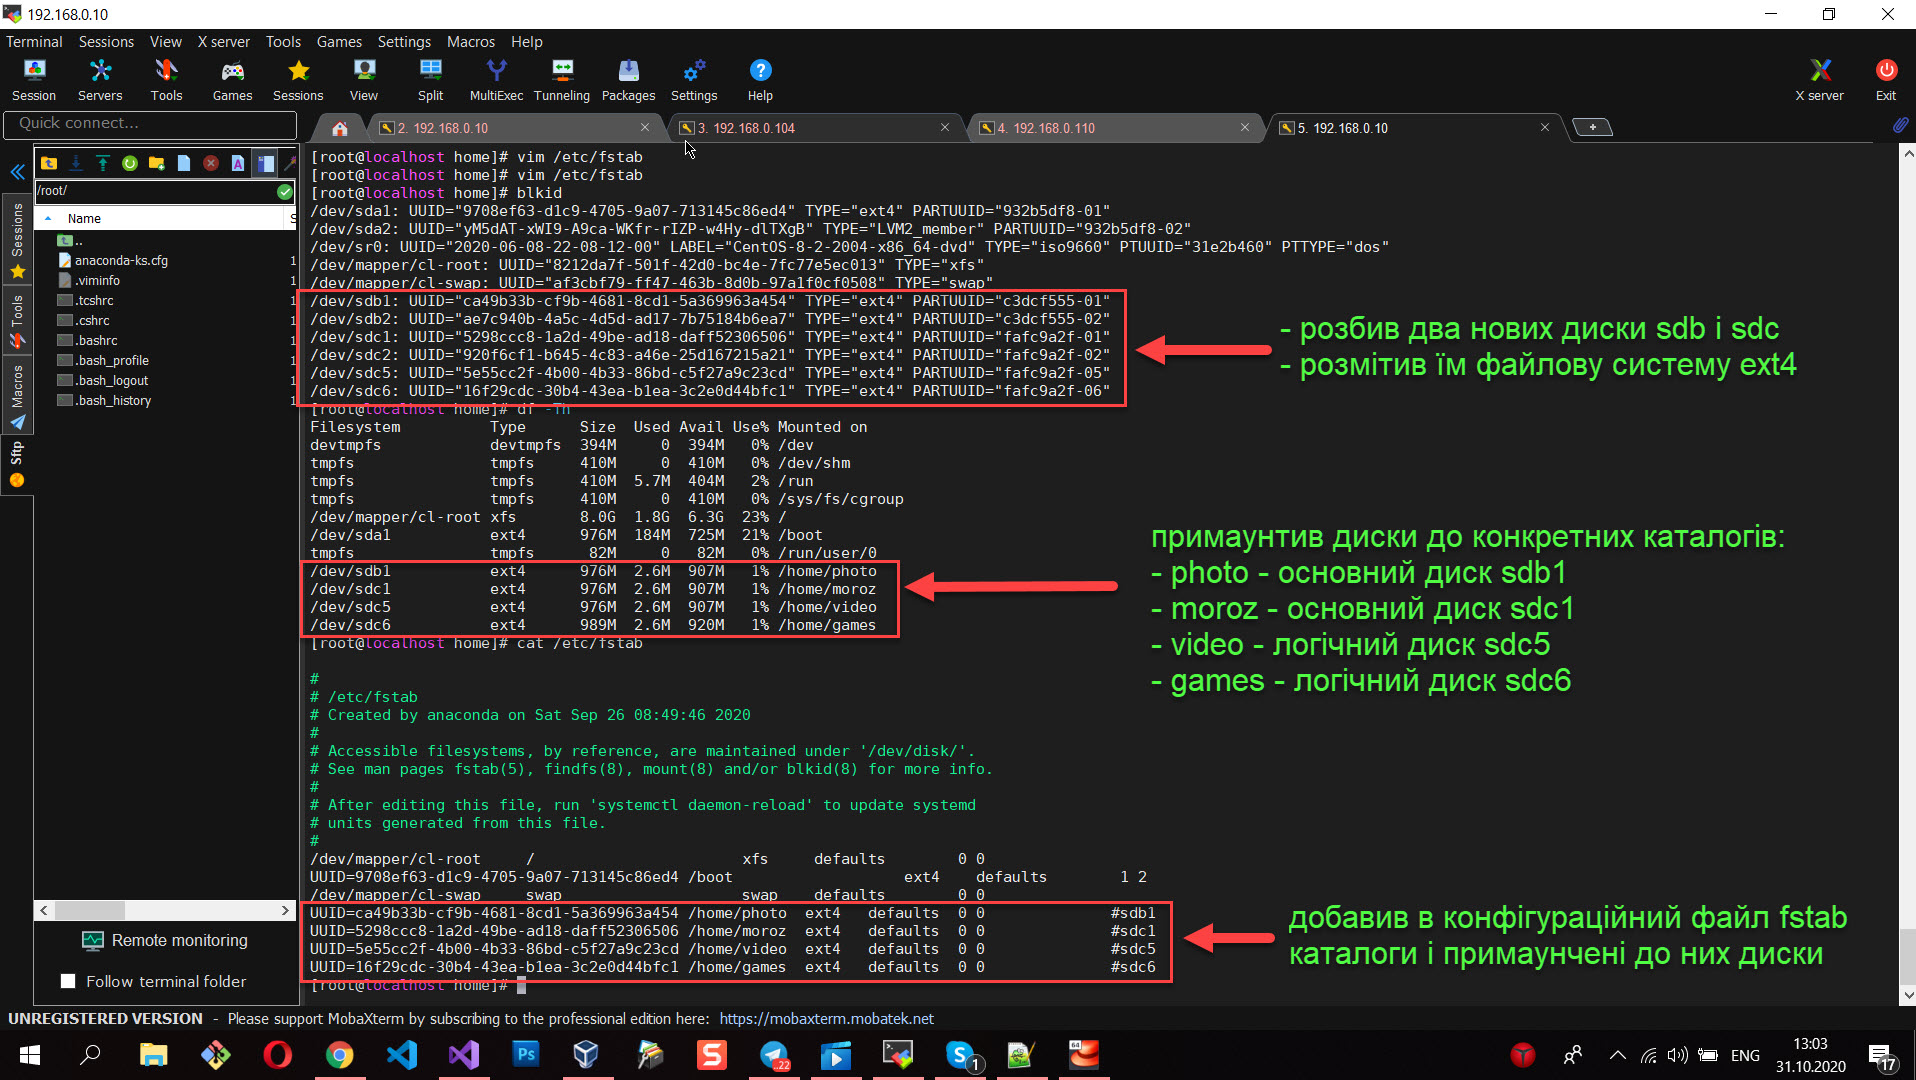 192.168.0.10
Terminal Sessions View X server Tools Games Settings Macros Help
Session Servers Tools Games Sessions View Split MultiExec Tunneling Packages Settings Help X server Exit
Quick connect...
2. 192.168.0.10
3. 192.168.0.104
4. 192.168.0.110
5. 192.168.0.10
/root/
Name S
..
anaconda-ks.cfg 1
.viminfo 1
.tcshrc 1
.cshrc 1
.bashrc 1
.bash_profile 1
.bash_logout 1
.bash_history 1
Sessions
Tools
Macros
Sftp
Remote monitoring
Follow terminal folder
[root@localhost home]# vim /etc/fstab
[root@localhost home]# vim /etc/fstab
[root@localhost home]# blkid
/dev/sda1: UUID="9708ef63-d1c9-4705-9a07-713145c86ed4" TYPE="ext4" PARTUUID="932b5df8-01"
/dev/sda2: UUID="yM5dAT-xWI9-A9ca-WKfr-rIZP-w4Hy-dlTXgB" TYPE="LVM2_member" PARTUUID="932b5df8-02"
/dev/sr0: UUID="2020-06-08-22-08-12-00" LABEL="CentOS-8-2-2004-x86_64-dvd" TYPE="iso9660" PTUUID="31e2b460" PTTYPE="dos"
/dev/mapper/cl-root: UUID="8212da7f-501f-42d0-bc4e-7fc77e5ec013" TYPE="xfs"
/dev/mapper/cl-swap: UUID="af3cbf79-ff47-463b-8d0b-97a1f0cf0508" TYPE="swap"
/dev/sdb1: UUID="ca49b33b-cf9b-4681-8cd1-5a369963a454" TYPE="ext4" PARTUUID="c3dcf555-01"
/dev/sdb2: UUID="ae7c940b-4a5c-4d5d-ad17-7b75184b6ea7" TYPE="ext4" PARTUUID="c3dcf555-02"
/dev/sdc1: UUID="5298ccc8-1a2d-49be-ad18-daff52306506" TYPE="ext4" PARTUUID="fafc9a2f-01"
/dev/sdc2: UUID="920f6cf1-b645-4c83-a46e-25d167215a21" TYPE="ext4" PARTUUID="fafc9a2f-02"
/dev/sdc5: UUID="5e55cc2f-4b00-4b33-86bd-c5f27a9c23cd" TYPE="ext4" PARTUUID="fafc9a2f-05"
/dev/sdc6: UUID="16f29cdc-30b4-43ea-b1ea-3c2e0d44bfc1" TYPE="ext4" PARTUUID="fafc9a2f-06"
- розбив два нових диски sdb і sdc
- розмітив їм файлову систему ext4
[root@localhost home]# df -Th
Filesystem Type Size Used Avail Use% Mounted on
devtmpfs devtmpfs 394M 0 394M 0% /dev
tmpfs tmpfs 410M 0 410M 0% /dev/shm
tmpfs tmpfs 410M 5.7M 404M 2% /run
tmpfs tmpfs 410M 0 410M 0% /sys/fs/cgroup
/dev/mapper/cl-root xfs 8.0G 1.8G 6.3G 23% /
/dev/sda1 ext4 976M 184M 725M 21% /boot
tmpfs tmpfs 82M 0 82M 0% /run/user/0
/dev/sdb1 ext4 976M 2.6M 907M 1% /home/photo
/dev/sdc1 ext4 976M 2.6M 907M 1% /home/moroz
/dev/sdc5 ext4 976M 2.6M 907M 1% /home/video
/dev/sdc6 ext4 989M 2.6M 920M 1% /home/games
примаунтив диски до конкретних каталогів:
- photo - основний диск sdb1
- moroz - основний диск sdc1
- video - логічний диск sdc5
- games - логічний диск sdc6
[root@localhost home]# cat /etc/fstab
#
# /etc/fstab
# Created by anaconda on Sat Sep 26 08:49:46 2020
#
# Accessible filesystems, by reference, are maintained under '/dev/disk/'.
# See man pages fstab(5), findfs(8), mount(8) and/or blkid(8) for more info.
#
# After editing this file, run 'systemctl daemon-reload' to update systemd
# units generated from this file.
#
/dev/mapper/cl-root / xfs defaults 0 0
UUID=9708ef63-d1c9-4705-9a07-713145c86ed4 /boot ext4 defaults 1 2
/dev/mapper/cl-swap swap swap defaults 0 0
UUID=ca49b33b-cf9b-4681-8cd1-5a369963a454 /home/photo ext4 defaults 0 0 #sdb1
UUID=5298ccc8-1a2d-49be-ad18-daff52306506 /home/moroz ext4 defaults 0 0 #sdc1
UUID=5e55cc2f-4b00-4b33-86bd-c5f27a9c23cd /home/video ext4 defaults 0 0 #sdc5
UUID=16f29cdc-30b4-43ea-b1ea-3c2e0d44bfc1 /home/games ext4 defaults 0 0 #sdc6
добавив в конфігураційний файл fstab
каталоги і примаунчені до них диски
[root@localhost home]#
UNREGISTERED VERSION - Please support MobaXterm by subscribing to the professional edition here: https://mobaxterm.mobatek.net
Ps
S
...22
S 1
64
ENG
13:03
31.10.2020
17